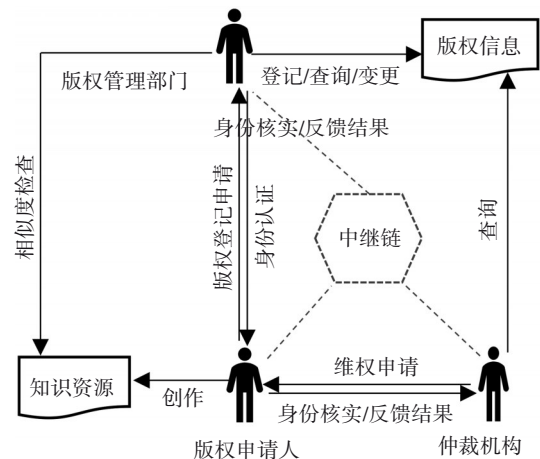 版权信息
版权管理部门
登记/查询/变更
身份核实/反馈结果
相似度检查
版权登记申请
身份认证
中继链
查询
知识资源
创作
维权申请
身份核实/反馈结果
版权申请人
仲裁机构